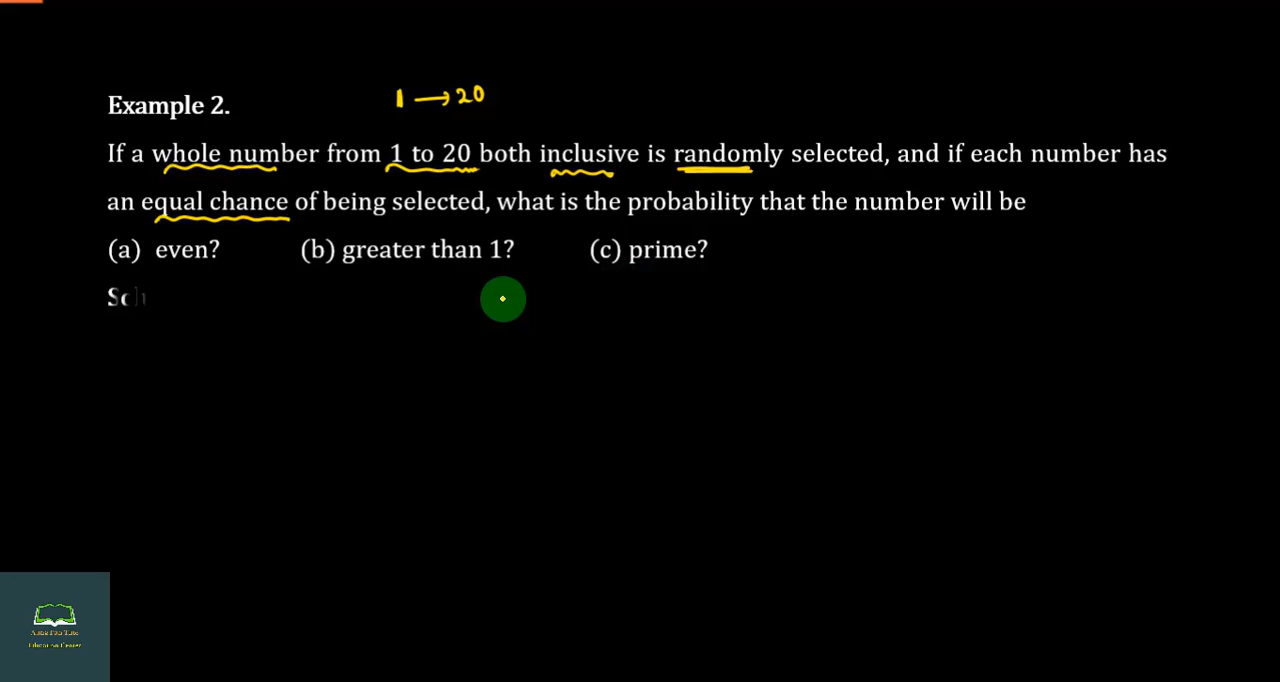 Example 2.
1 → 20
If a whole number from 1 to 20 both inclusive is randomly selected, and if each number has
an equal chance of being selected, what is the probability that the number will be
(a) even? (b) greater than 1? (c) prime?